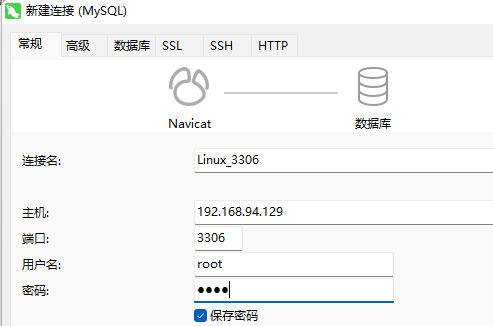 新建连接 (MySQL)
常规 高级 数据库 SSL SSH HTTP
Navicat 数据库
连接名: Linux_3306
主机: 192.168.94.129
端口: 3306
用户名: root
密码: ●●●●
保存密码